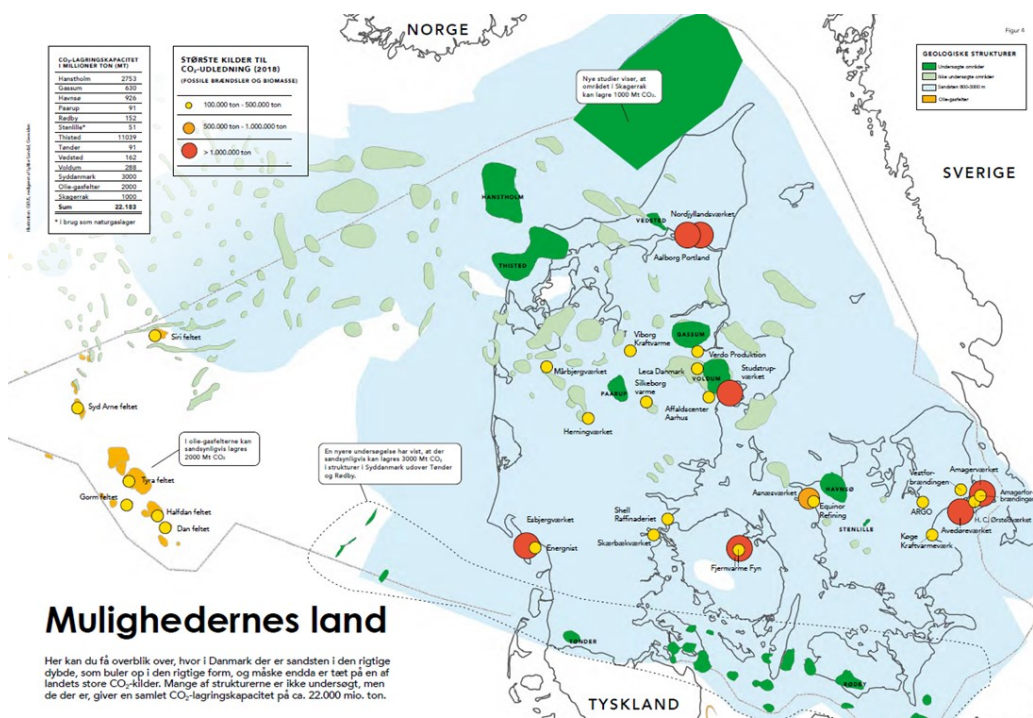 NORGE
Figur 4
CO₂-LAGRINGSKAPACITET
I MILLIONER TON (MT)
Hanstholm 2753
Gassum 630
Havnsø 926
Paarup 91
Rødby 152
Stenlille* 51
Thisted 11039
Tønder 91
Vedsted 162
Voldum 288
Syddanmark 3000
Olie-gasfelter 2000
Skagerrak 1000
Sum 22.183
* I brug som naturgaslager
STØRSTE KILDER TIL
CO₂-UDLEDNING (2018)
(FOSSILE BRÆNDSLER OG BIOMASSE)
100.000 ton - 500.000 ton
500.000 ton - 1.000.000 ton
> 1.000.000 ton
Nye studier viser, at
området i Skagerrak
kan lagre 1000 Mt CO₂.
GEOLOGISKE STRUKTURER
Undersøgte områder
Ikke undersøgte områder
Sandsten 800-3000 m
Olie-gasfelter
SVERIGE
HANSTHOLM
VEDSTED
Nordjyllandsværket
Aalborg Portland
THISTED
Siri feltet
Viborg
Kraftvarme
GASSUM
Verdo Produktion
Mårbjergværket
Leca Danmark
VOLDUM
Studstrup-
værket
PAARUP
Silkeborg
varme
Affaldscenter
Aarhus
Herningværket
Syd Arne feltet
I olie-gasfelterne kan
sandsynligvis lagres
2000 Mt CO₂
En nyere undersøgelse har vist, at der
sandsynligvis kan lagres 3000 Mt CO₂
i strukturer i Syddanmark udover Tønder
og Rødby.
Tyra feltet
Gorm feltet
Halfdan feltet
Dan feltet
Esbjergværket
Energnist
Shell
Raffinaderiet
Skærbækværket
Fjernvarme Fyn
HAVNSØ
Equinor
Refining
STENLILLE
Vestfor-
brændingen
Amagerværket
Amagerfor-
brændingen
ARGO
H. C. Ørstedværket
Avedøreværket
Køge
Kraftvarmeværk
TØNDER
RØDBY
TYSKLAND
Mulighedernes land
Her kan du få overblik over, hvor i Danmark der er sandsten i den rigtige
dybde, som buler op i den rigtige form, og måske endda er tæt på en af
landets store CO₂-kilder. Mange af strukturerne er ikke undersøgt, men
de der er, giver en samlet CO₂-lagringskapacitet på ca. 22.000 mio. ton.